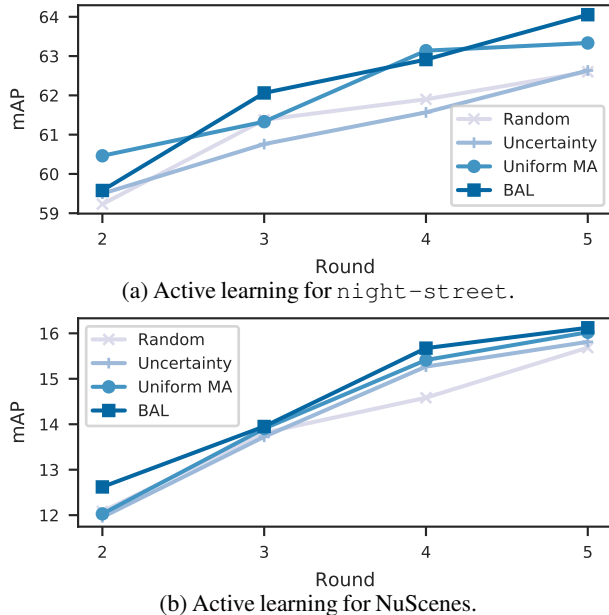 64
63
62
61
60
59
mAP
Random
Uncertainty
Uniform MA
BAL
2 3 4 5
Round
(a) Active learning for night-street.
16
15
14
13
12
mAP
Random
Uncertainty
Uniform MA
BAL
2 3 4 5
Round
(b) Active learning for NuScenes.